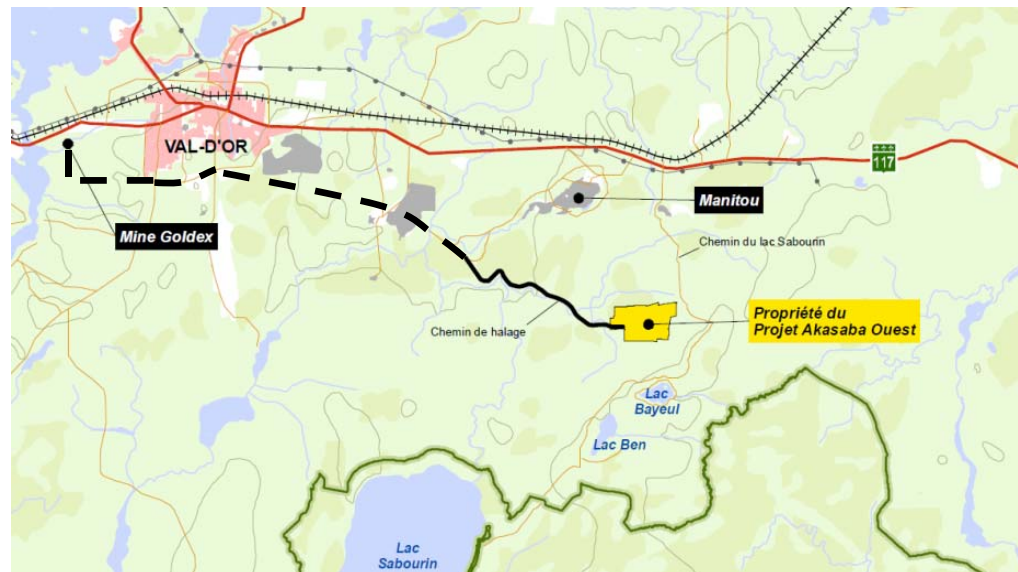 VAL-D'OR
117
Mine Goldex
Manitou
Chemin du lac Sabourin
Propriété du
Projet Akasaba Ouest
Chemin de halage
Lac
Bayeul
Lac Ben
Lac
Sabourin